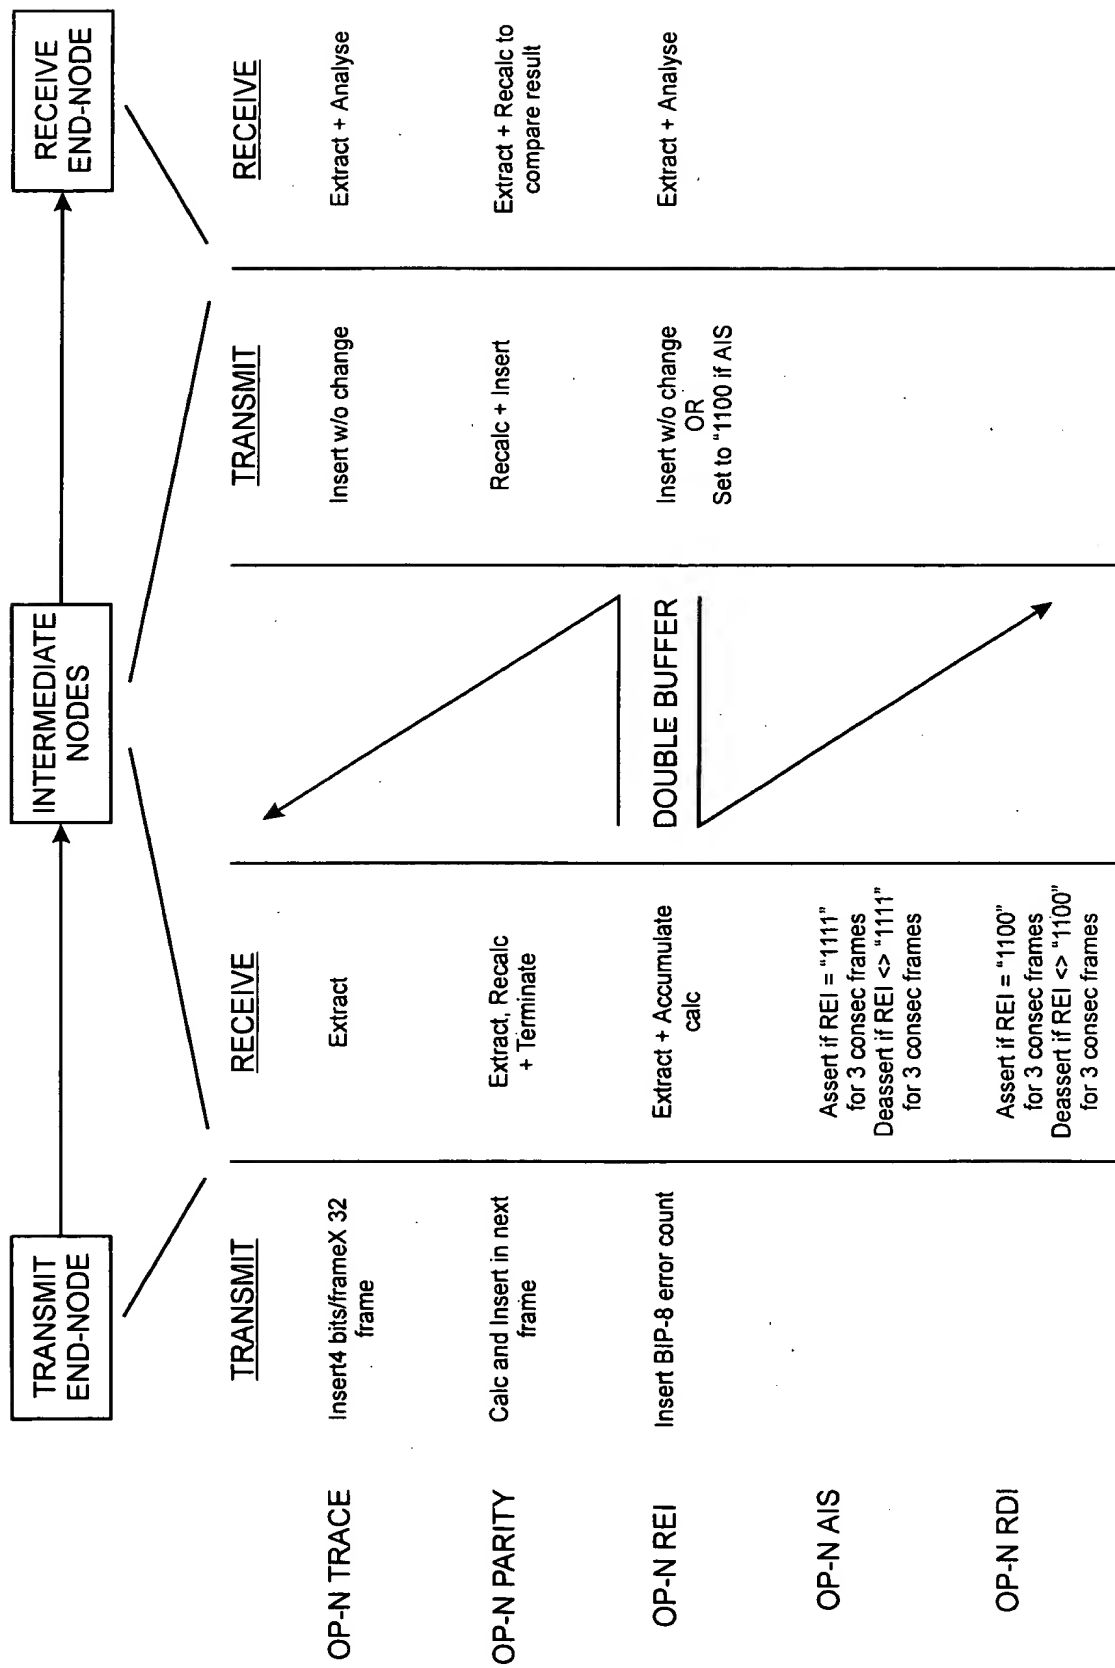 TRANSMIT
END-NODE
INTERMEDIATE
NODES
RECEIVE
END-NODE
TRANSMIT
RECEIVE
TRANSMIT
RECEIVE
OP-N TRACE
Insert4 bits/frameX 32
frame
Extract
Insert w/o change
Extract + Analyse
OP-N PARITY
Calc and Insert in next
frame
Extract, Recalc
+ Terminate
Recalc + Insert
Extract + Recalc to
compare result
OP-N REI
Insert BIP-8 error count
Extract + Accumulate
calc
DOUBLE BUFFER
Insert w/o change
OR
Set to "1100 if AIS
Extract + Analyse
OP-N AIS
Assert if REI = "1111"
for 3 consec frames
Deassert if REI <> "1111"
for 3 consec frames
OP-N RDI
Assert if REI = "1100"
for 3 consec frames
Deassert if REI <> "1100"
for 3 consec frames